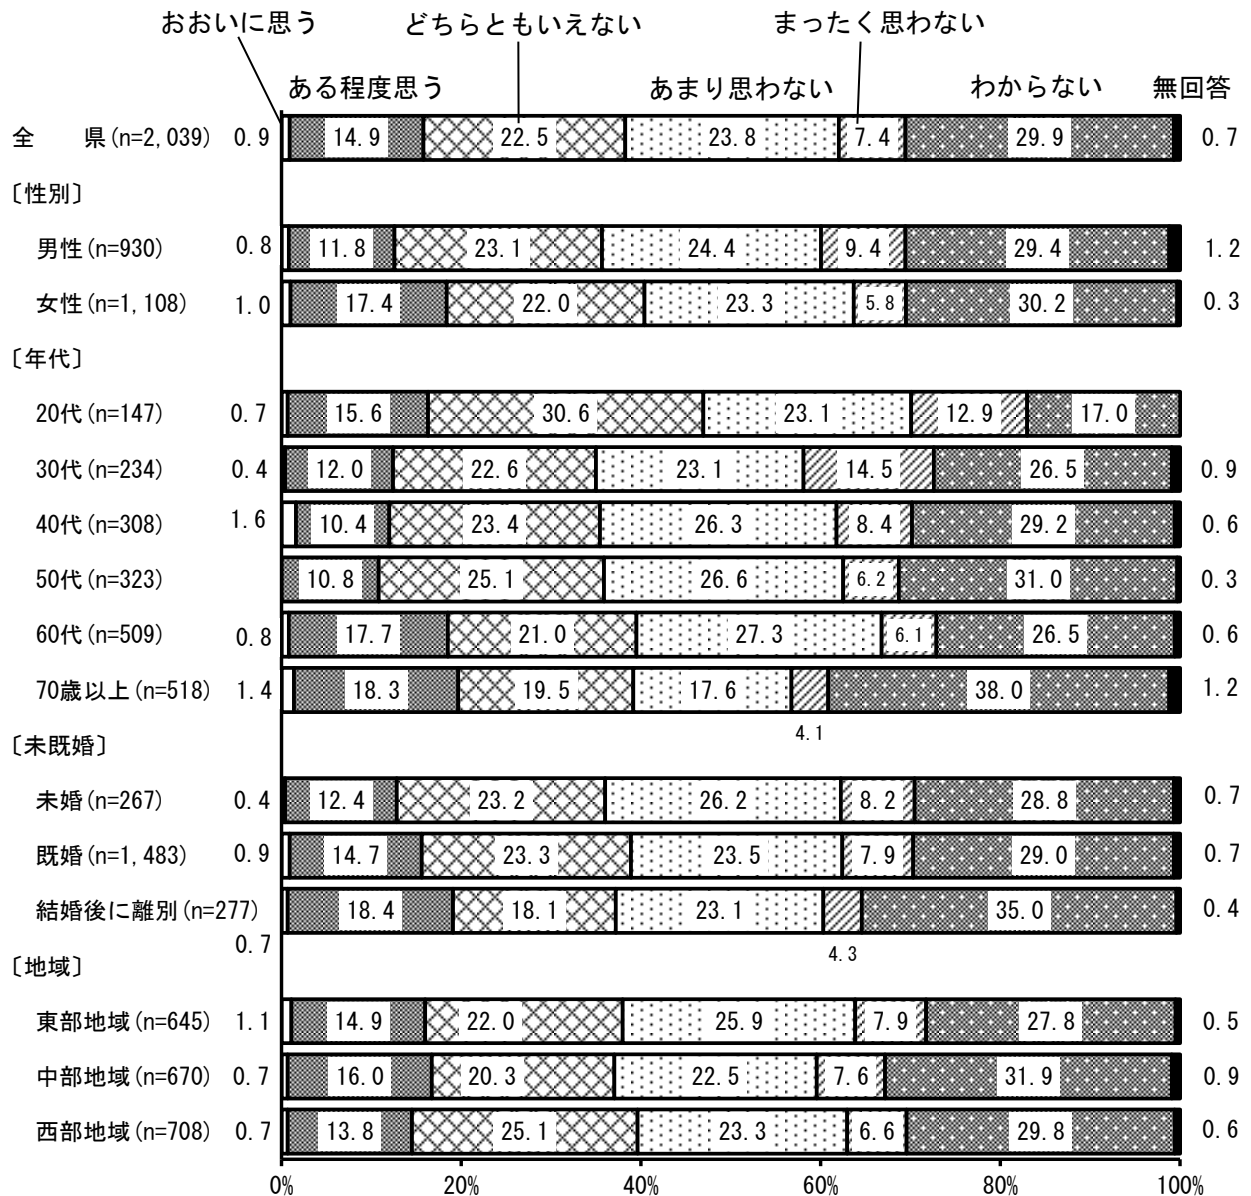 おおいに思う どちらともいえない まったく思わない
ある程度思う あまり思わない わからない 無回答
全　　県(n=2,039) 0.9 14.9 22.5 23.8 7.4 29.9 0.7
〔性別〕
男性(n=930) 0.8 11.8 23.1 24.4 9.4 29.4 1.2
女性(n=1,108) 1.0 17.4 22.0 23.3 5.8 30.2 0.3
〔年代〕
20代(n=147) 0.7 15.6 30.6 23.1 12.9 17.0
30代(n=234) 0.4 12.0 22.6 23.1 14.5 26.5 0.9
40代(n=308) 1.6 10.4 23.4 26.3 8.4 29.2 0.6
50代(n=323) 10.8 25.1 26.6 6.2 31.0 0.3
60代(n=509) 0.8 17.7 21.0 27.3 6.1 26.5 0.6
70歳以上(n=518) 1.4 18.3 19.5 17.6 38.0 1.2
4.1
〔未既婚〕
未婚(n=267) 0.4 12.4 23.2 26.2 8.2 28.8 0.7
既婚(n=1,483) 0.9 14.7 23.3 23.5 7.9 29.0 0.7
結婚後に離別(n=277) 18.4 18.1 23.1 35.0 0.4
0.7 4.3
〔地域〕
東部地域(n=645) 1.1 14.9 22.0 25.9 7.9 27.8 0.5
中部地域(n=670) 0.7 16.0 20.3 22.5 7.6 31.9 0.9
西部地域(n=708) 0.7 13.8 25.1 23.3 6.6 29.8 0.6
0% 20% 40% 60% 80% 100%